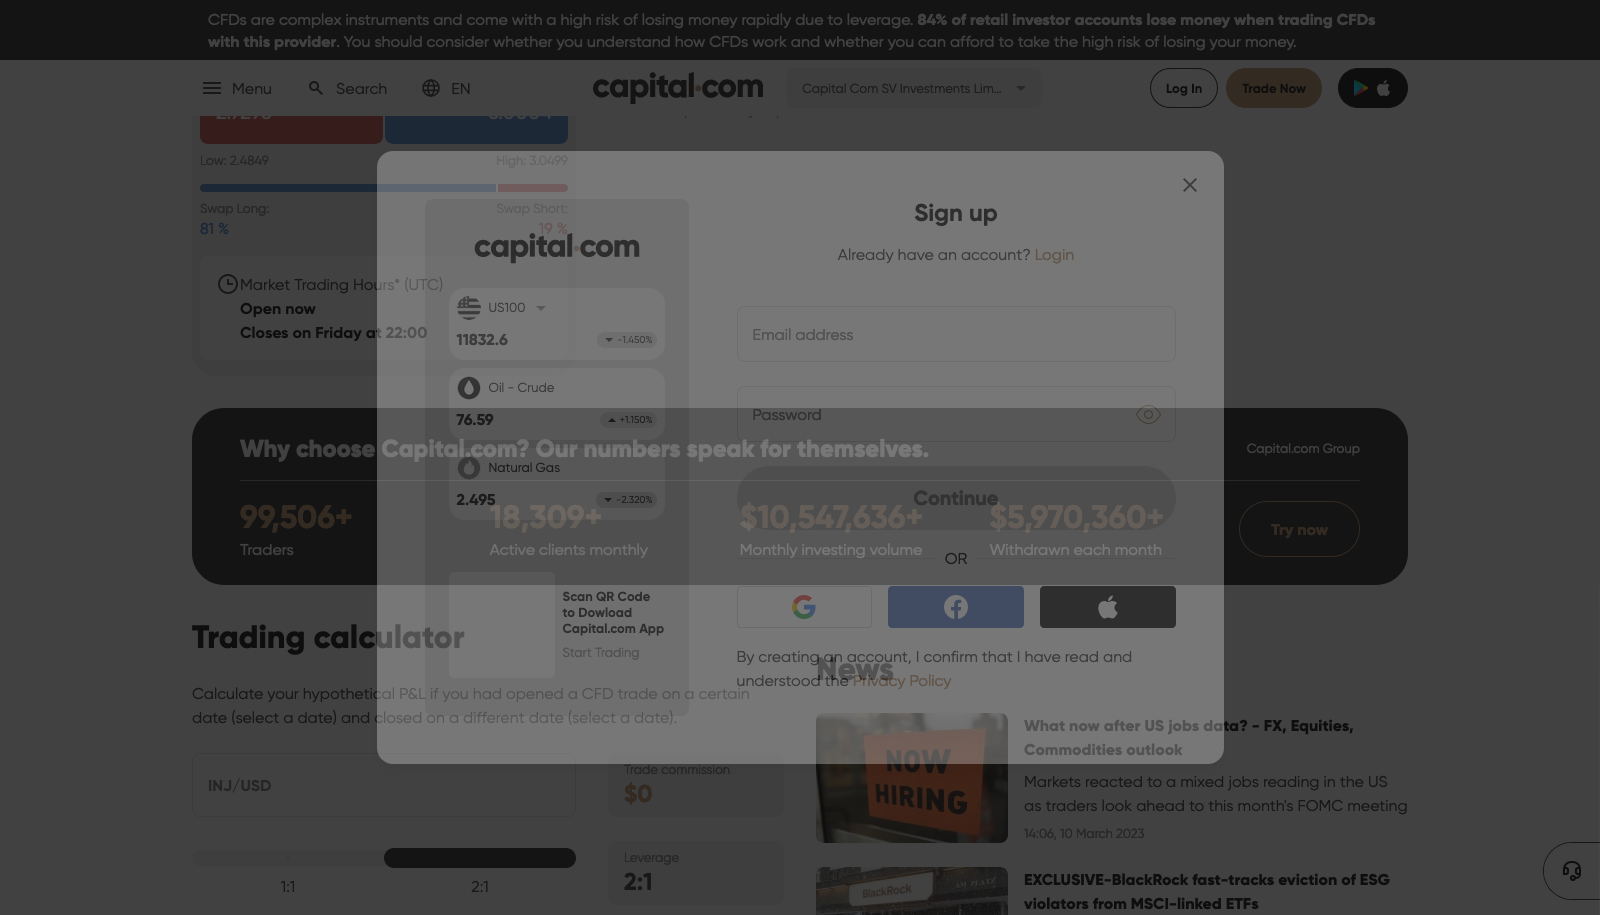 CFDs are complex instruments and come with a high risk of losing money rapidly due to leverage. 84% of retail investor accounts lose money when trading CFDs
with this provider. You should consider whether you understand how CFDs work and whether you can afford to take the high risk of losing your money.
Menu
Search
EN
capital.com
Capital Com SV Investments Lim...
Log In
Trade Now
Low: 2.4849
High: 3.0499
Swap Long:
Swap Short:
81 %
19 %
Market Trading Hours* (UTC)
Open now
Closes on Friday at 22:00
capital.com
US100
11832.6
-1.450%
Oil - Crude
76.59
+1.150%
Natural Gas
2.495
-2.320%
Scan QR Code
to Dowload
Capital.com App
Start Trading
Sign up
Already have an account? Login
Email address
Password
Continue
OR
By creating an account, I confirm that I have read and
understood the Privacy Policy
Why choose Capital.com? Our numbers speak for themselves.
Capital.com Group
99,506+
Traders
18,309+
Active clients monthly
$10,547,636+
Monthly investing volume
$5,970,360+
Withdrawn each month
Try now
Trading calculator
Calculate your hypothetical P&L if you had opened a CFD trade on a certain
date (select a date) and closed on a different date (select a date).
INJ/USD
1:1
2:1
Trade commission
$0
Leverage
2:1
News
NOW
HIRING
What now after US jobs data? - FX, Equities,
Commodities outlook
Markets reacted to a mixed jobs reading in the US
as traders look ahead to this month's FOMC meeting
14:06, 10 March 2023
BlackRock
EXCLUSIVE-BlackRock fast-tracks eviction of ESG
violators from MSCI-linked ETFs